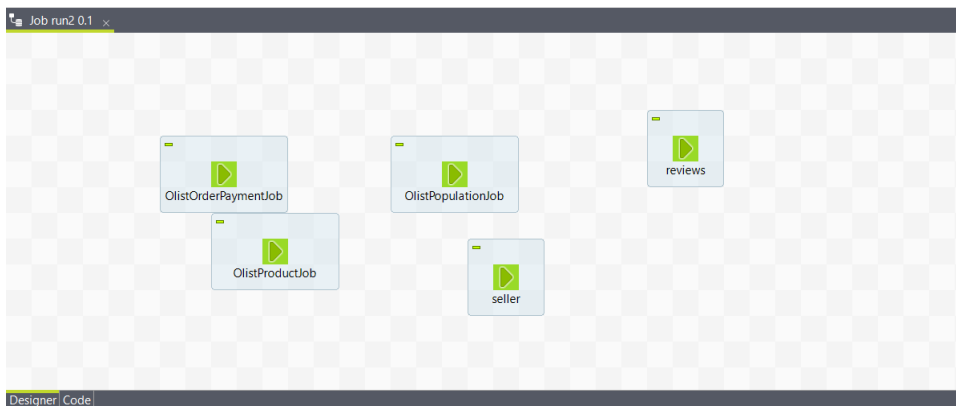 Job run2 0.1
reviews
OlistOrderPaymentJob
OlistPopulationJob
OlistProductJob
seller
Designer Code